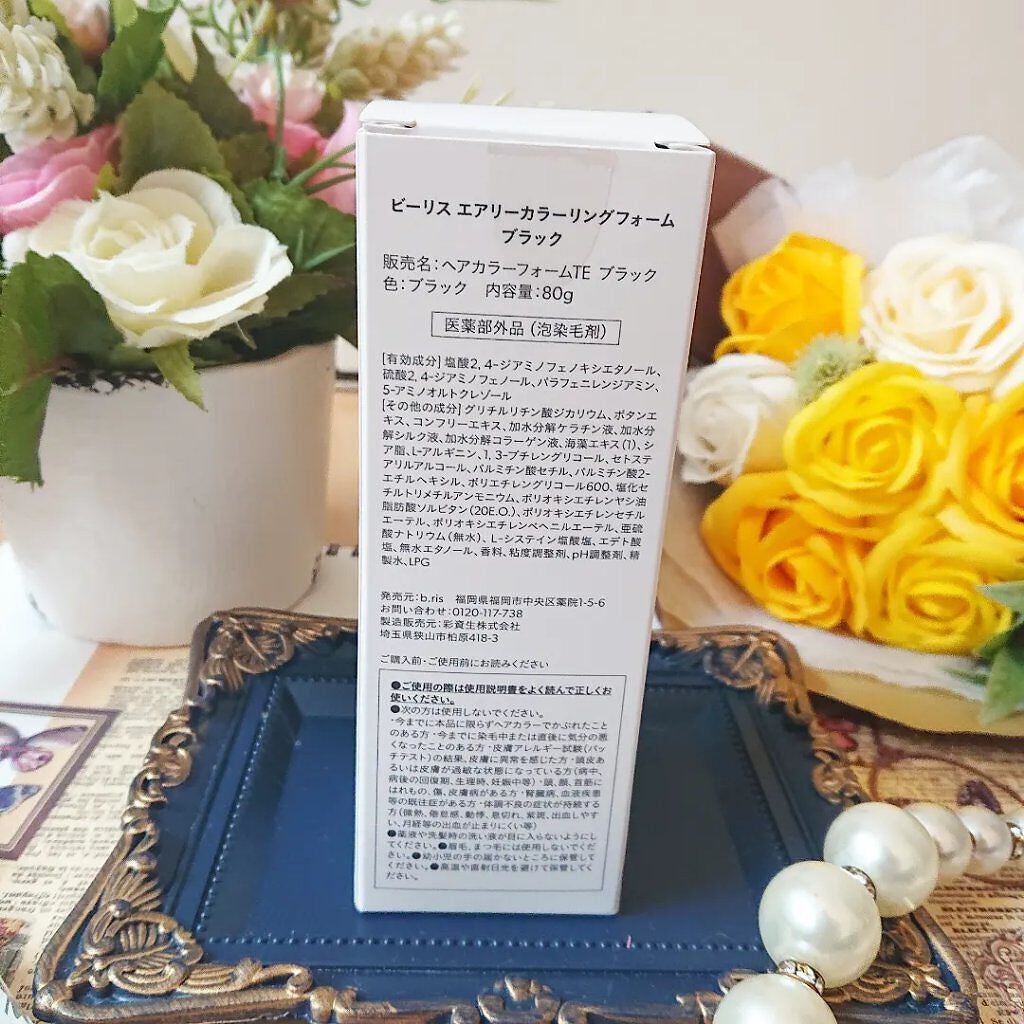 ビーリス エアリーカラーリングフォーム
ブラック
販売名：ヘアカラーフォームTE ブラック
色：ブラック 内容量：80g
医薬部外品（泡染毛剤）
[有効成分] 塩酸2, 4-ジアミノフェノキシエタノール、
硫酸2, 4-ジアミノフェノール、パラフェニレンジアミン、
5-アミノオルトクレゾール
[その他の成分] グリチルリチン酸ジカリウム、ボタンエ
キス、コンフリーエキス、加水分解ケラチン液、加水分
解シルク液、加水分解コラーゲン液、海藻エキス（1）、シ
ア脂、L-アルギニン、1, 3-ブチレングリコール、セトステ
アリルアルコール、パルミチン酸セチル、パルミチン酸2-
エチルヘキシル、ポリエチレングリコール600、塩化セ
チルトリメチルアンモニウム、ポリオキシエチレンヤシ油
脂肪酸ソルビタン（20E.O.）、ポリオキシエチレンセチル
エーテル、ポリオキシエチレンベヘニルエーテル、亜硫
酸ナトリウム（無水）、L-システイン塩酸塩、エデト酸
塩、無水エタノール、香料、粘度調整剤、pH調整剤、精
製水、LPG
発売元：b.ris 福岡県福岡市中央区薬院1-5-6
お問い合わせ：0120-117-738
製造販売元：彩資生株式会社
埼玉県狭山市柏原418-3
ご購入前・ご使用前にお読みください
●ご使用の際は使用説明書をよく読んで正しくお
使いください。
●次の方は使用しないでください。
・今までに本品に限らずヘアカラーでかぶれたこと
のある方・今までに染毛中または直後に気分の悪
くなったことのある方・皮膚アレルギー試験（パッ
チテスト）の結果、皮膚に異常を感じた方・頭皮あ
るいは皮膚が過敏な状態になっている方（病中、
病後の回復期、生理時、妊娠中等）・頭、顔、首筋に
はれもの、傷、皮膚病がある方・腎臓病、血液疾患
等の既往症がある方・体調不良の症状が持続する
方（微熱、倦怠感、動悸、息切れ、紫斑、出血しやす
い、月経等の出血が止まりにくい等）
●薬液や洗髪時の洗い液が目に入らないようにし
てください。●眉毛、まつ毛には使用しないでくだ
さい。●幼小児の手の届かないところに保管して
ください。●高温や直射日光を避けて保管してく
ださい。